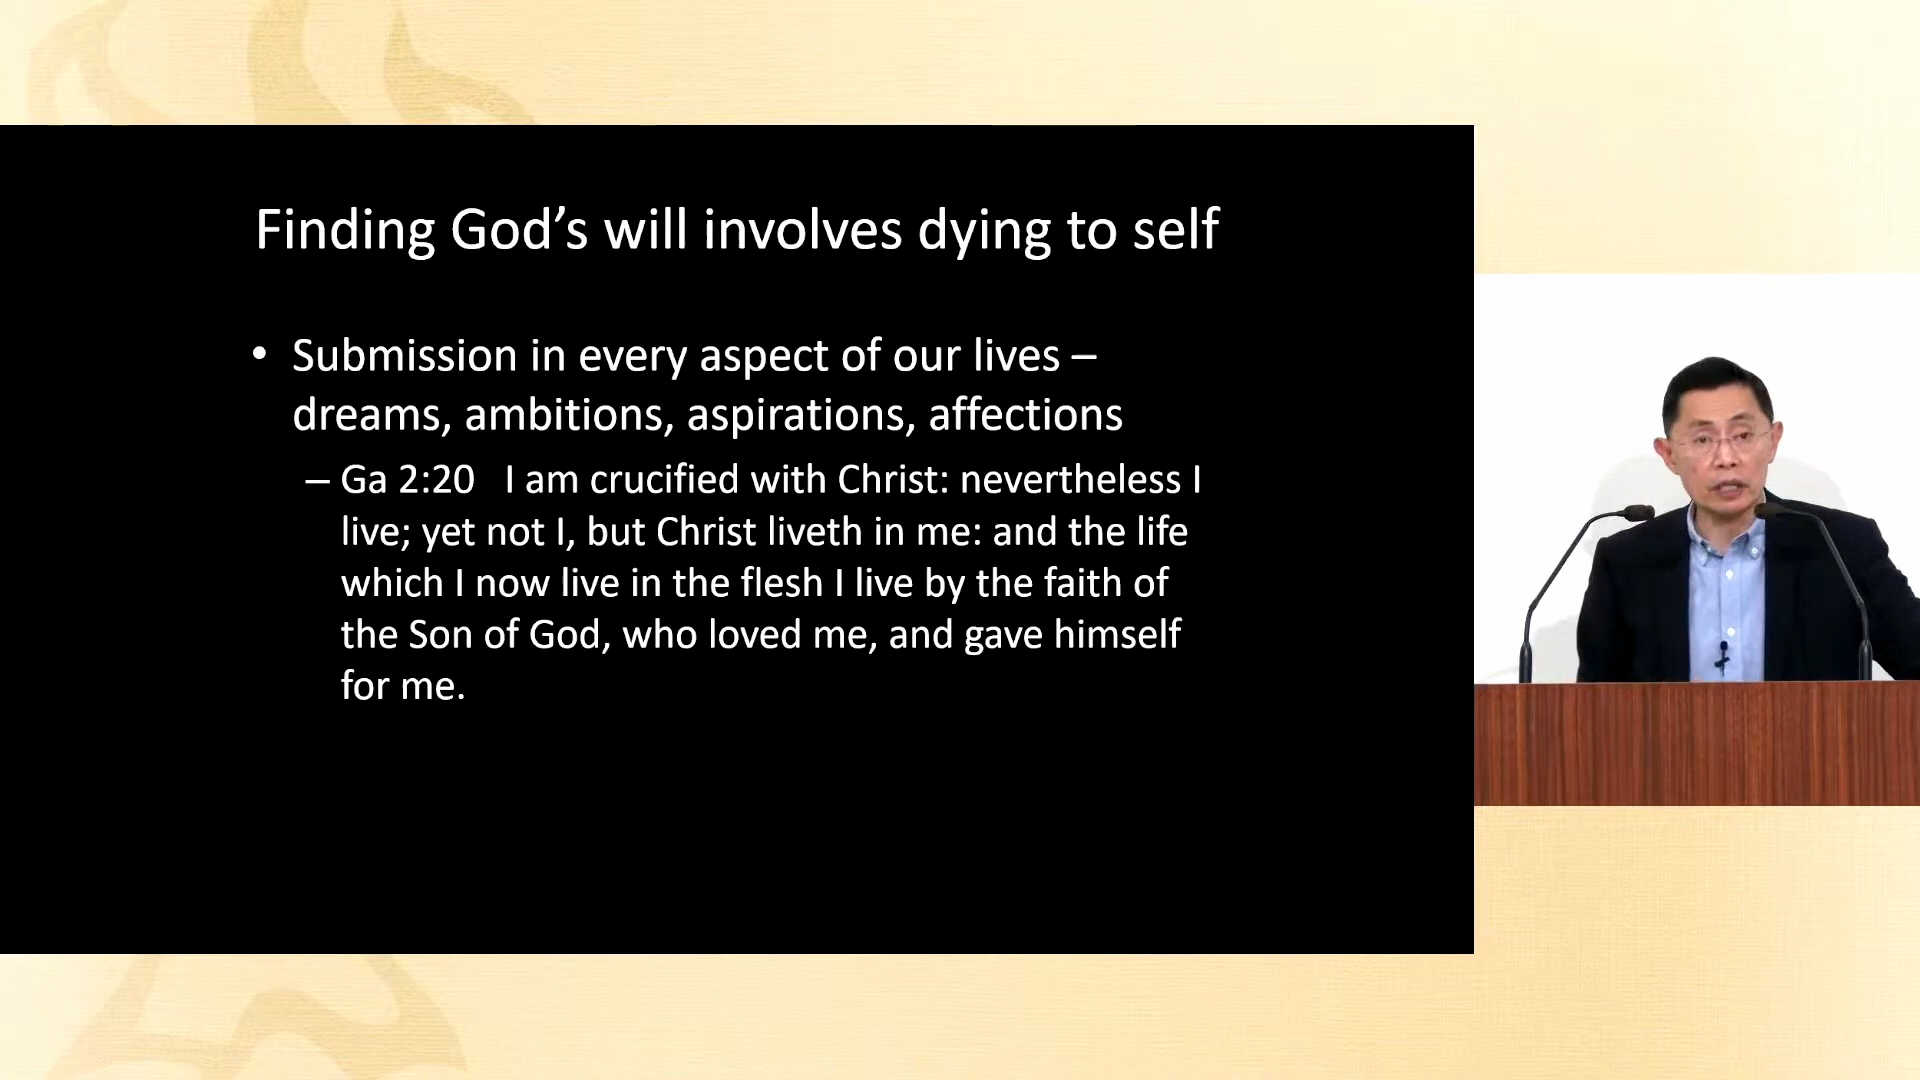 Finding God’s will involves dying to self
• Submission in every aspect of our lives –
dreams, ambitions, aspirations, affections
– Ga 2:20   I am crucified with Christ: nevertheless I
live; yet not I, but Christ liveth in me: and the life
which I now live in the flesh I live by the faith of
the Son of God, who loved me, and gave himself
for me.